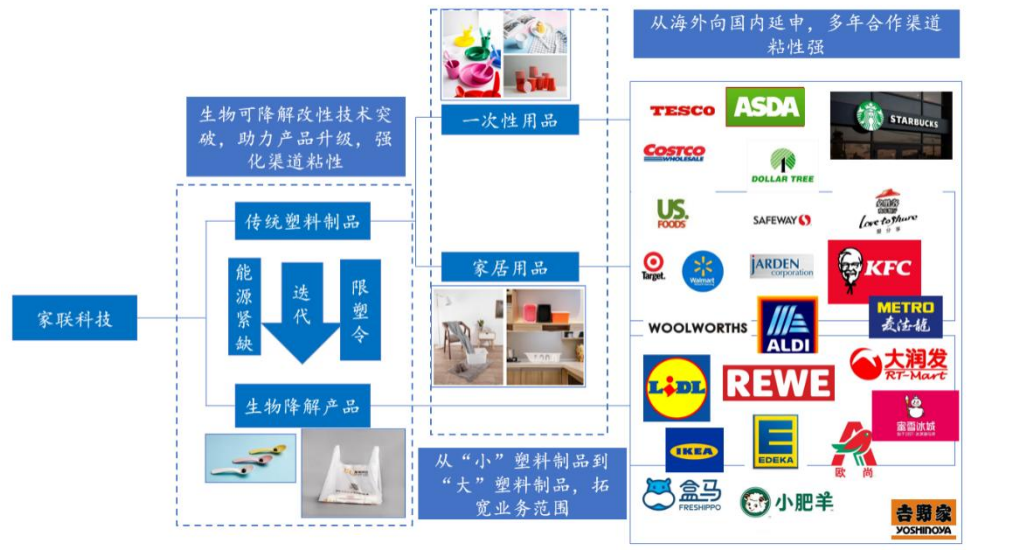 从海外向国内延申，多年合作渠道
粘性强
生物可降解改性技术突
破，助力产品升级，强
化渠道粘性
一次性用品
传统塑料制品
家居用品
能源紧缺
迭代
限塑令
家联科技
生物降解产品
从“小”塑料制品到
“大”塑料制品，拓
宽业务范围
TESCO
ASDA
STARBUCKS
COSTCO
WHOLESALE
DOLLAR TREE
US.
FOODS
SAFEWAY
必胜客
Love to Share
Target.
Walmart
JARDEN
corporation
KFC
WOOLWORTHS
ALDI
METRO
麦德龙
LiDL
REWE
大润发
RT-Mart
蜜雪冰城
IKEA
E
EDEKA
欧尚
盒马
FRESHIPPO
小肥羊
吉野家
YOSHINOYA